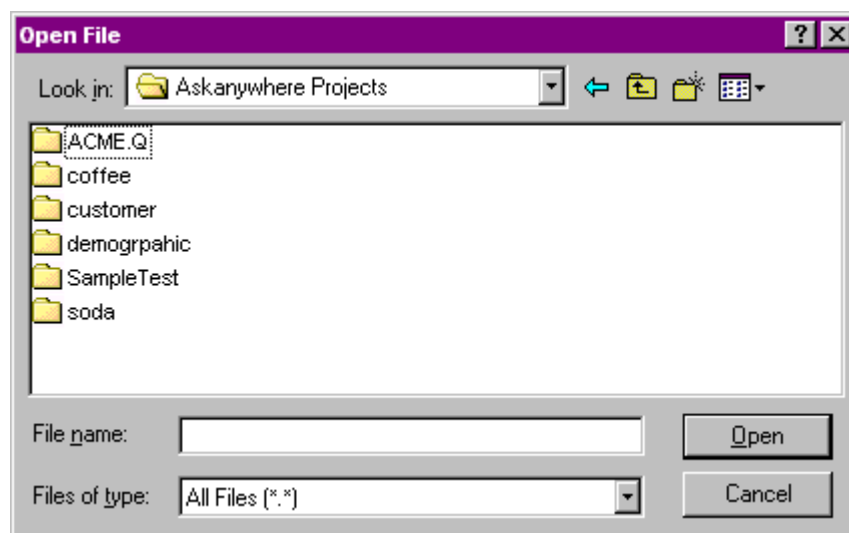 Open File
Look in: Askanywhere Projects
ACME.Q
coffee
customer
demogrpahic
SampleTest
soda
File name: Open
Files of type: All Files (*.*) Cancel